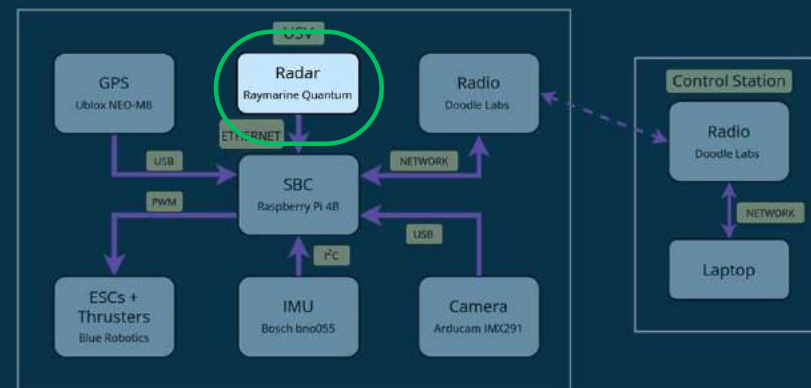 USV
GPS
Ublox NEO-M8
Radar
Raymarine Quantum
Radio
Doodle Labs
Control Station
Radio
Doodle Labs
ETHERNET
USB
NETWORK
SBC
Raspberry Pi 4B
PWM
USB
I²C
NETWORK
ESCs +
Thrusters
Blue Robotics
IMU
Bosch bno055
Camera
Arducam IMX291
Laptop